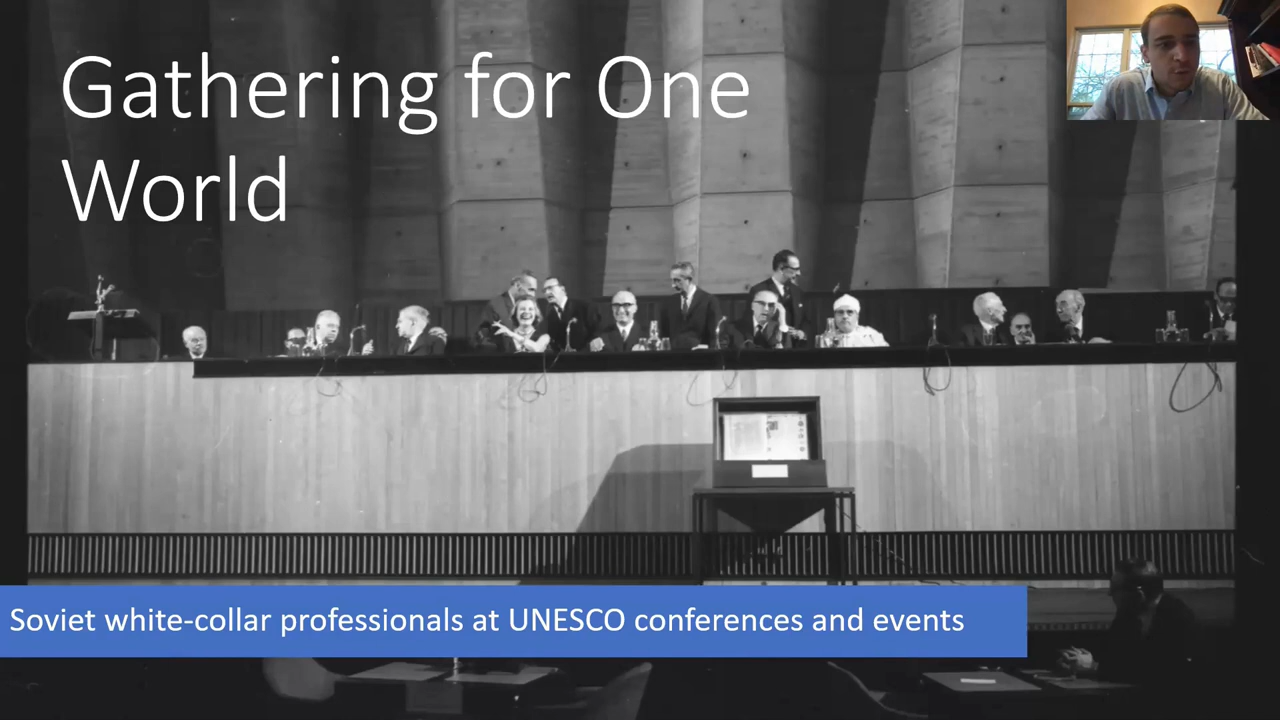 Gathering for One
World
Soviet white-collar professionals at UNESCO conferences and events